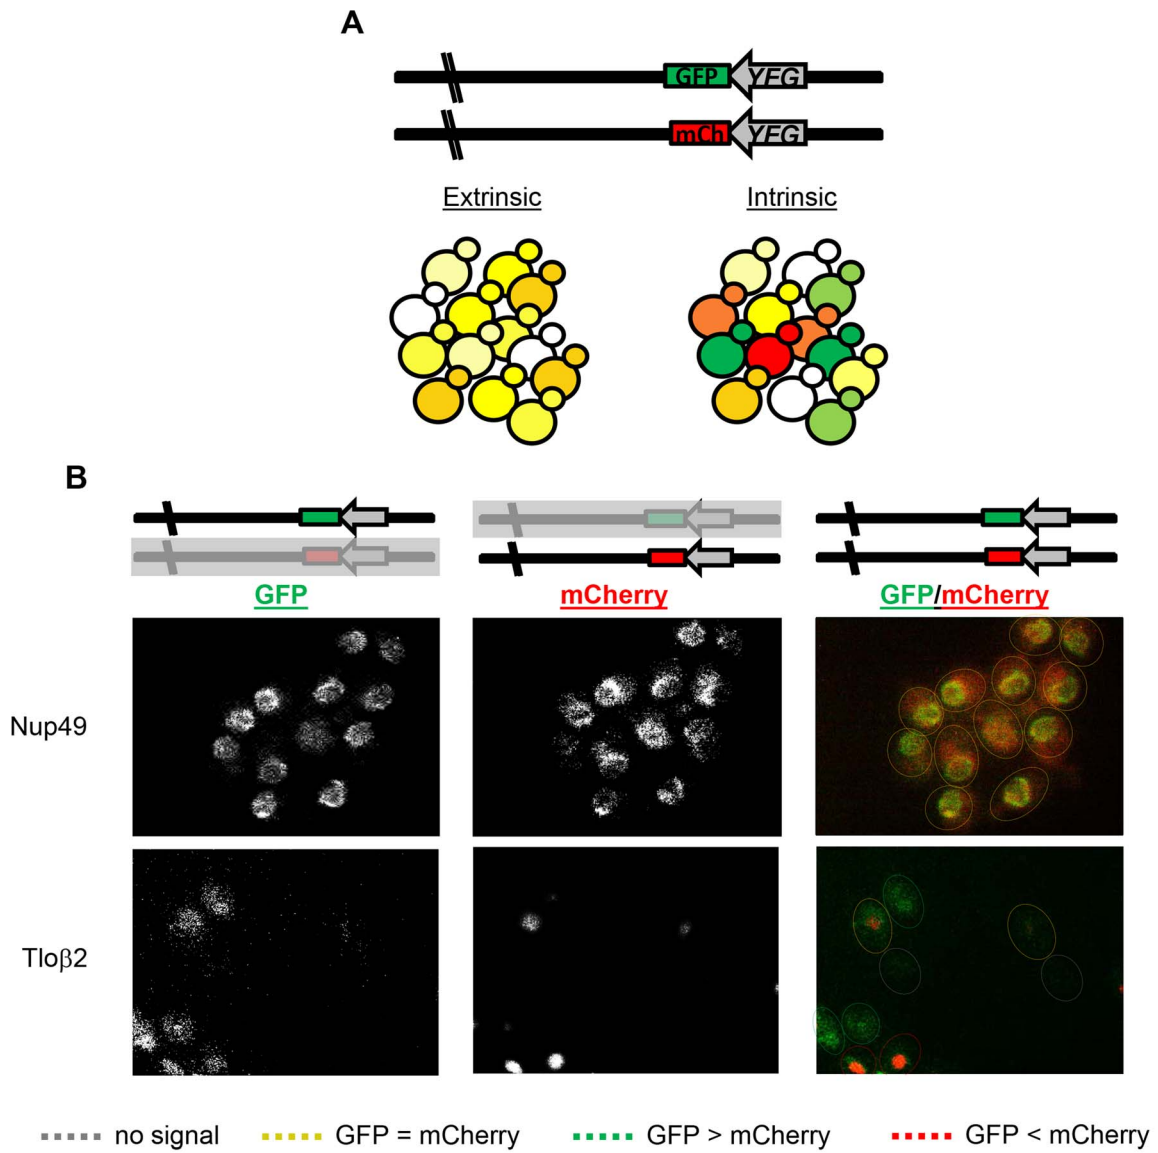 A
GFP YFG
mCh YFG
Extrinsic Intrinsic
B
GFP mCherry GFP/mCherry
Nup49
Tloβ2
no signal GFP = mCherry GFP > mCherry GFP < mCherry